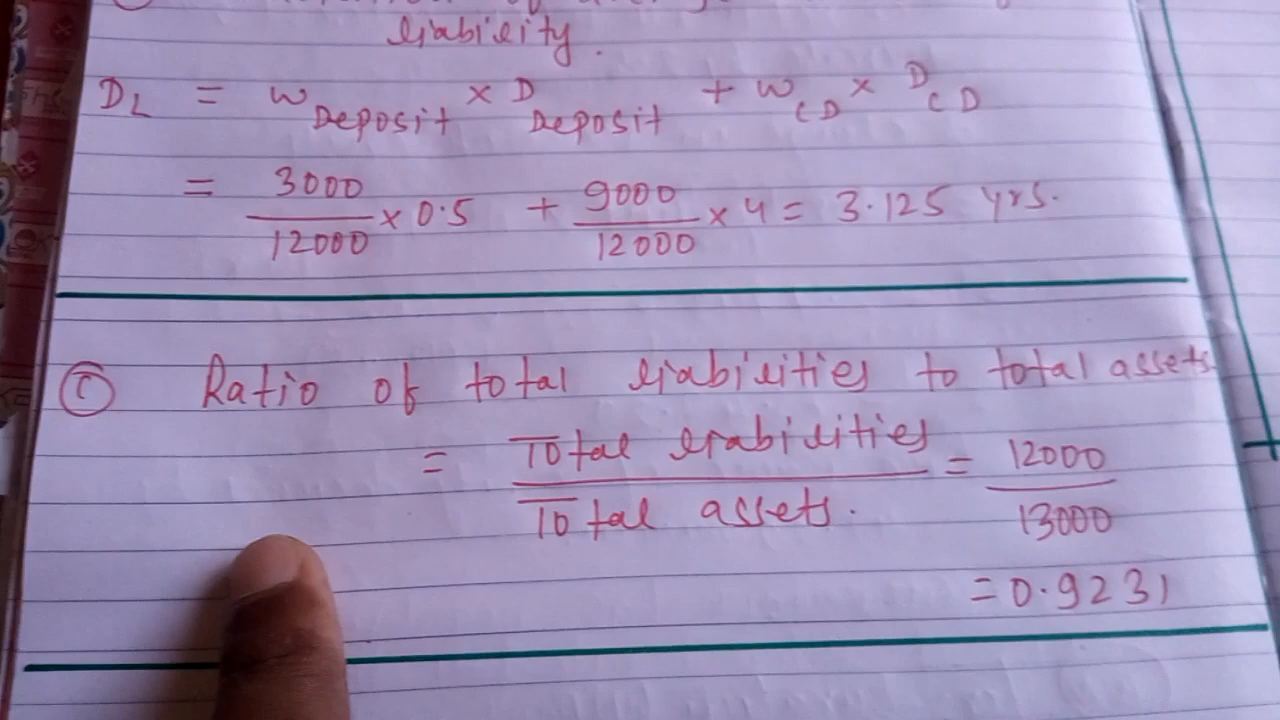 liability.
DL = W Deposit × D Deposit + W CD × D CD
= 3000/12000 × 0.5 + 9000/12000 × 4 = 3.125 yrs.
C Ratio of total liabilities to total assets
= Total liabilities / Total assets. = 12000/13000
= 0.9231